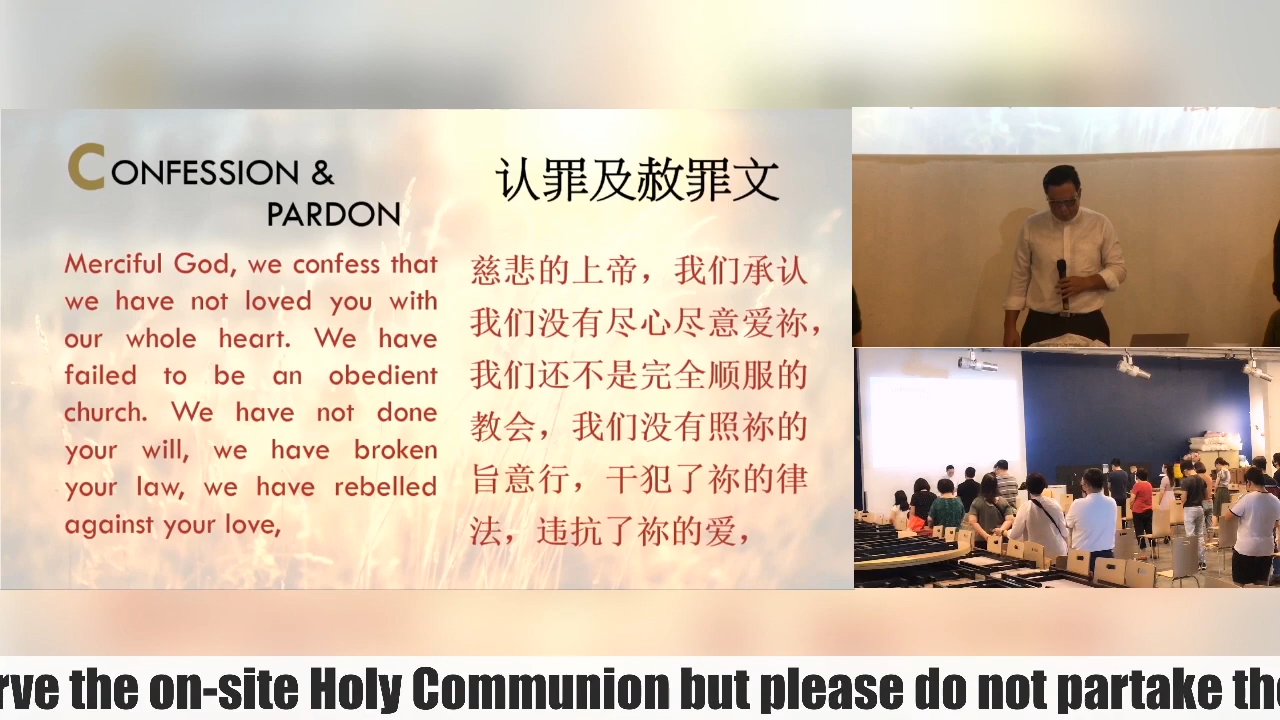 CONFESSION &
PARDON
Merciful God, we confess that
we have not loved you with
our whole heart. We have
failed to be an obedient
church. We have not done
your will, we have broken
your law, we have rebelled
against your love,
认罪及赦罪文
慈悲的上帝，我们承认
我们没有尽心尽意爱祢，
我们还不是完全顺服的
教会，我们没有照祢的
旨意行，干犯了祢的律
法，违抗了祢的爱，
the on-site Holy Communion but please do not partake